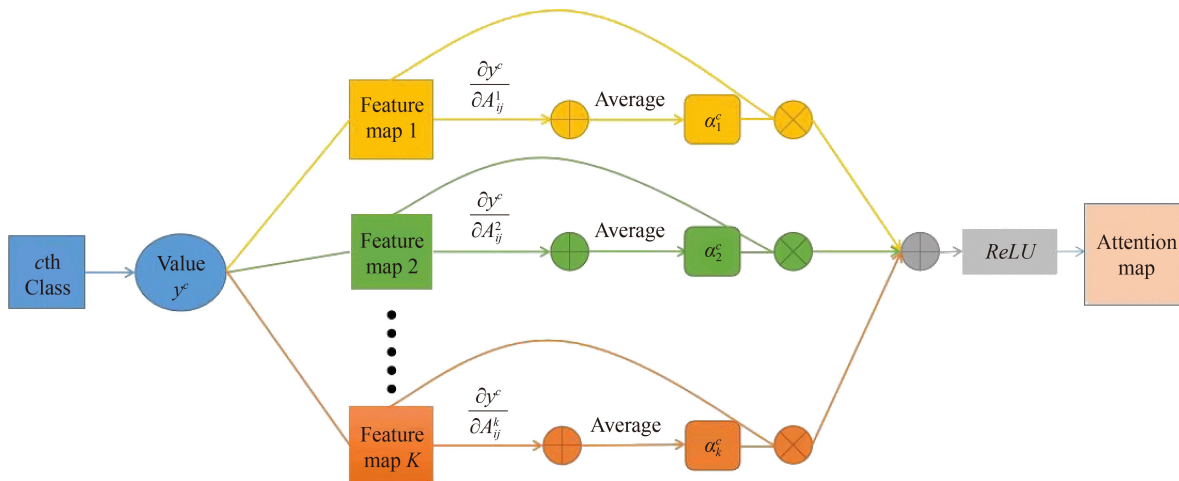 cth
Class
Value
y^c
Feature
map 1
∂y^c
∂A^1_ij
Average
α^c_1
Feature
map 2
∂y^c
∂A^2_ij
Average
α^c_2
Feature
map K
∂y^c
∂A^k_ij
Average
α^c_k
ReLU
Attention
map